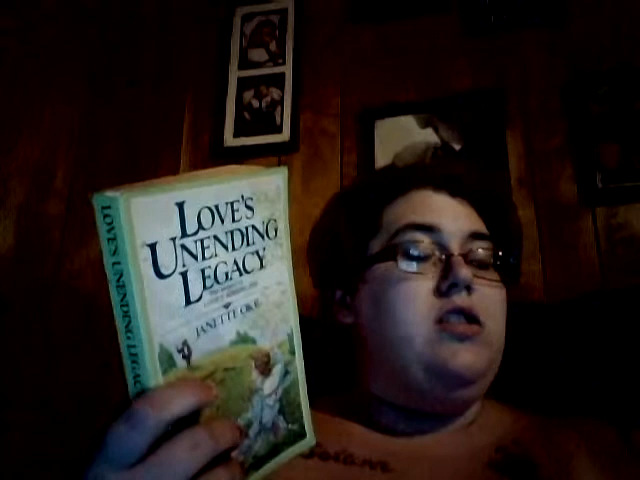 LOVE'S
UNENDING
LEGACY
JANETTE OKE
LOVE'S UNENDING LEGACY